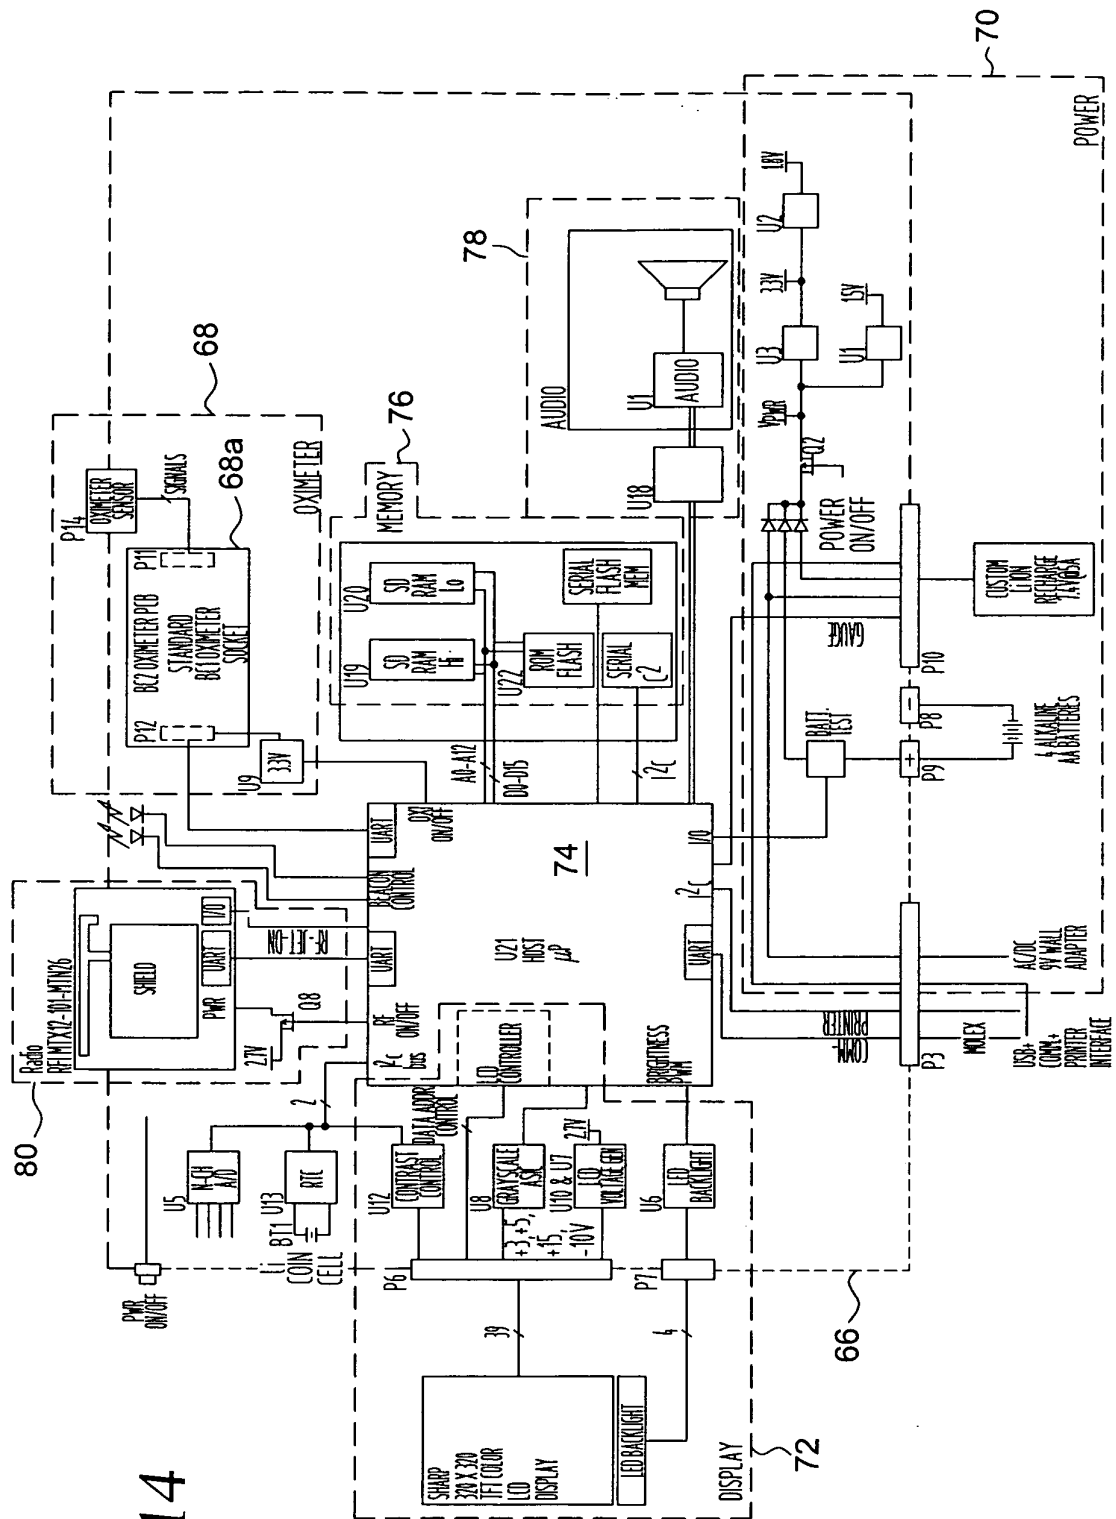 14
80
Radio
RFI MTX12-101-MTN26
SHIELD
PWR
UART
I/O
2.7V
Q8
RF-JET-DN
PWR
ON/OFF
U5
N-CH
A/D
U13
RTC
BT1
Li
COIN
CELL
2
I2C
bus
RF
ON/OFF
UART
BEACON
CONTROL
UART
OXI
ON/OFF
68
OXIMETER
P14
OXIMETER
SENSOR
SIGNALS
68a
P11
BC2 OXIMETER PCB
STANDARD
BC1 OXIMETER
SOCKET
P12
U9
3.3V
76
MEMORY
U20
SD
RAM
Lo
U19
SD
RAM
Hi
U22
ROM
FLASH
SERIAL
FLASH
MEM
SERIAL
A0-A12
D0-D15
I2C
78
AUDIO
U1
AUDIO
U18
74
U21
HOST
µP
LCD
CONTROLLER
BRIGHTNESS
PWM
UART
I2C
I/O
DATA ADDR
CONTROL
U12
CONTRAST
CONTROL
U8
GRAYSCALE
ASIC
U10 & U7
2.7V
LCD
VOLTAGE GEN
U6
LED
BACKLIGHT
+3,+5,
+15,
-10V
P6
P7
39
4
SHARP
320 X 320
TFT COLOR
LCD
DISPLAY
LED BACKLIGHT
DISPLAY
72
66
70
POWER
1.8V
U2
3.3V
U3
15V
U1
VPWR
Q2
POWER
ON/OFF
GAUGE
P10
CUSTOM
Li ION
RECHARGE
BATT.
TEST
P8
-
P9
+
4 ALKALINE
AA BATTERIES
AC/DC
9V WALL
ADAPTER
P3
MOLEX
COMM-
PRINTER
USB+
COMM+
PRINTER
INTERFACE